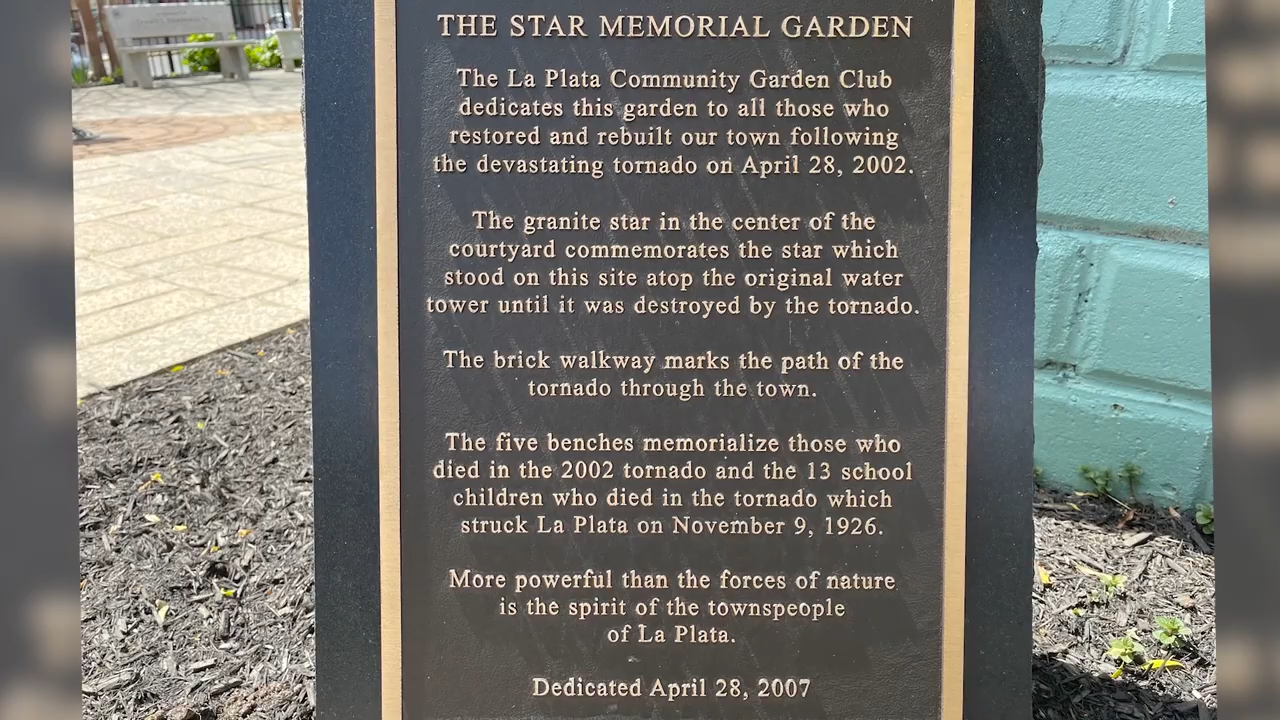 THE STAR MEMORIAL GARDEN
The La Plata Community Garden Club
dedicates this garden to all those who
restored and rebuilt our town following
the devastating tornado on April 28, 2002.
The granite star in the center of the
courtyard commemorates the star which
stood on this site atop the original water
tower until it was destroyed by the tornado.
The brick walkway marks the path of the
tornado through the town.
The five benches memorialize those who
died in the 2002 tornado and the 13 school
children who died in the tornado which
struck La Plata on November 9, 1926.
More powerful than the forces of nature
is the spirit of the townspeople
of La Plata.
Dedicated April 28, 2007